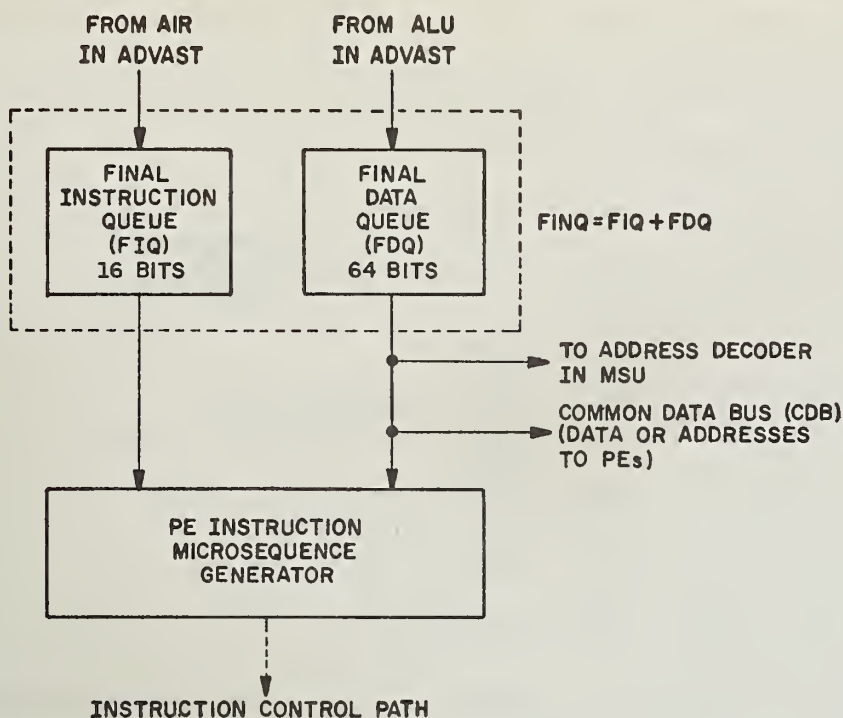 FROM AIR
IN ADVAST
FROM ALU
IN ADVAST
FINAL
INSTRUCTION
QUEUE
(FIQ)
16 BITS
FINAL
DATA
QUEUE
(FDQ)
64 BITS
FINQ=FIQ+FDQ
TO ADDRESS DECODER
IN MSU
COMMON DATA BUS (CDB)
(DATA OR ADDRESSES
TO PEs)
PE INSTRUCTION
MICROSEQUENCE
GENERATOR
INSTRUCTION CONTROL PATH